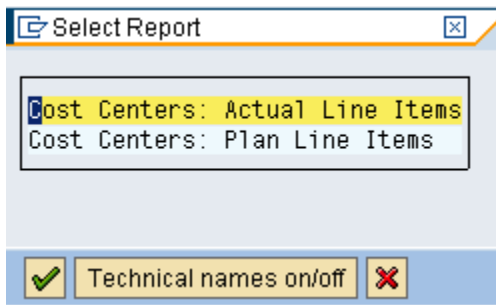 Select Report
Cost Centers: Actual Line Items
Cost Centers: Plan Line Items
Technical names on/off